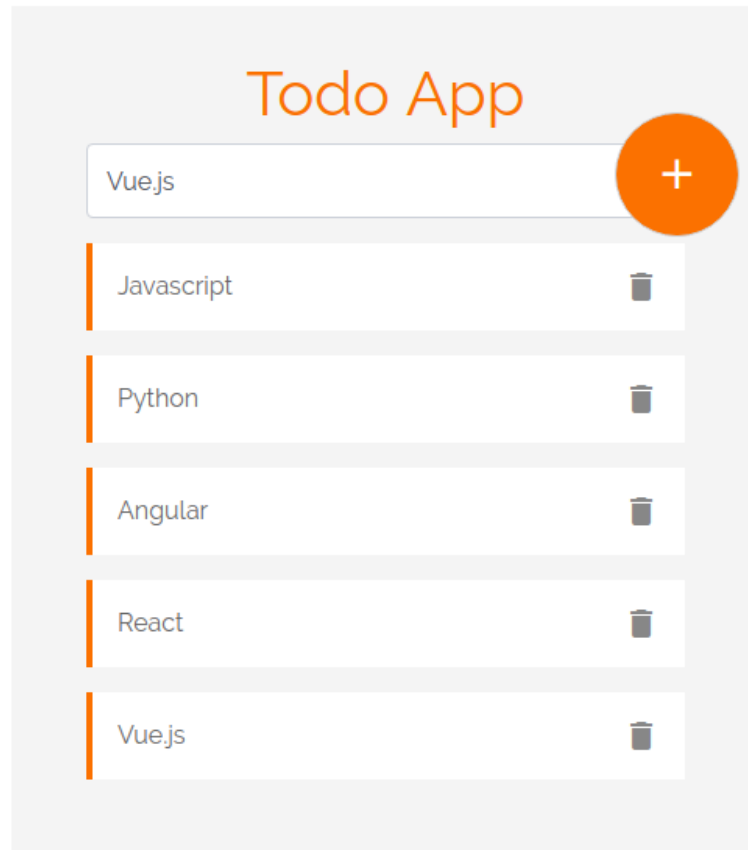 Todo App
Vue.js
+
Javascript
Python
Angular
React
Vue.js